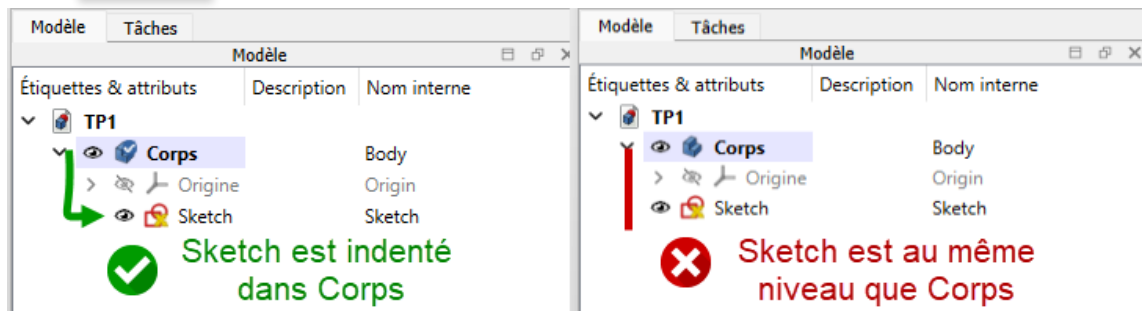 Modèle Tâches
Modèle
Étiquettes & attributs Description Nom interne
TP1
Corps Body
Origine Origin
Sketch Sketch
Sketch est indenté
dans Corps
Modèle Tâches
Modèle
Étiquettes & attributs Description Nom interne
TP1
Corps Body
Origine Origin
Sketch Sketch
Sketch est au même
niveau que Corps